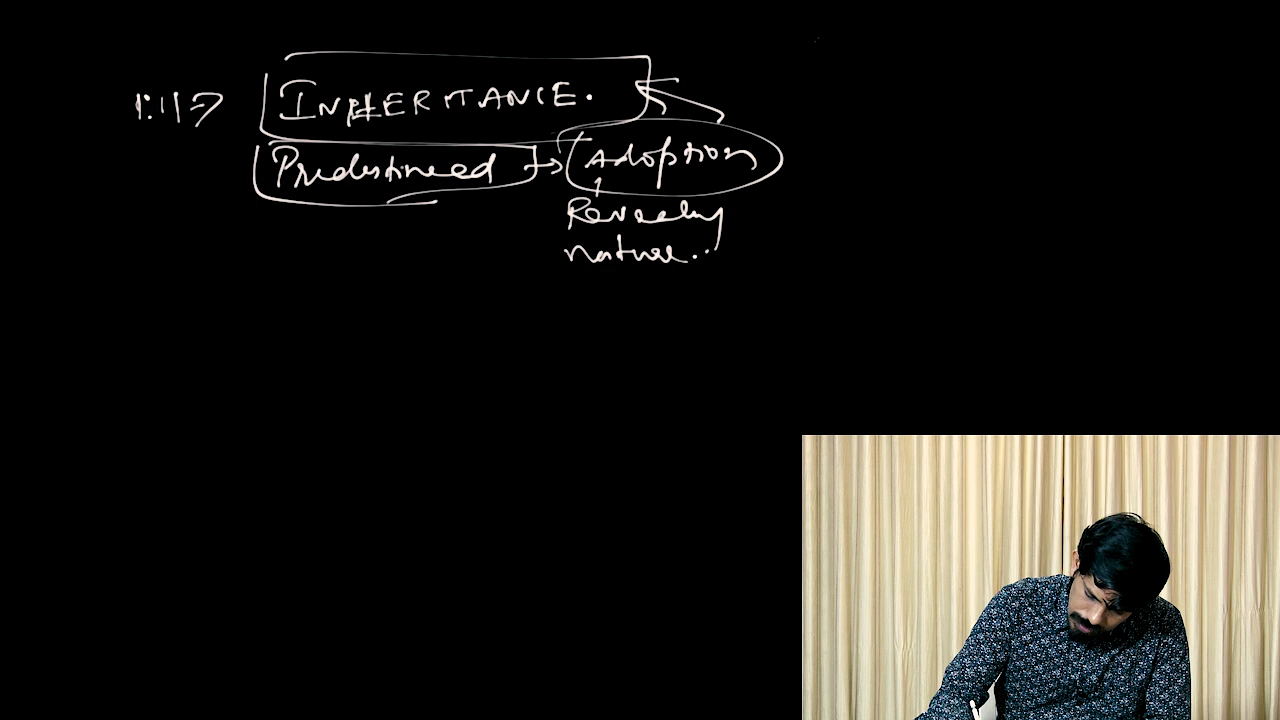 1:11 => INHERITANCE.
Predestined → Adoption
Revealing
nature..